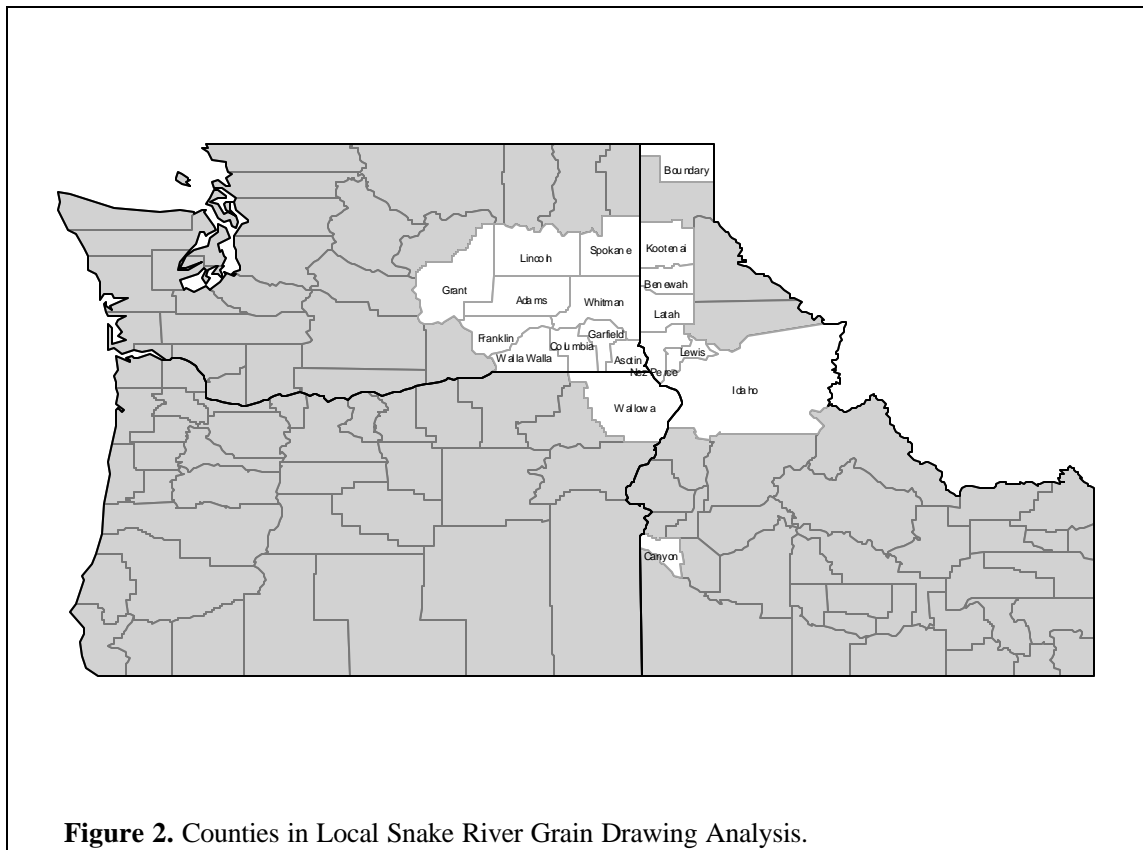 Boundary
Spokane
Kootenai
Lincoln
Grant
Benewah
Adams
Whitman
Latah
Franklin
Garfield
Columbia
Walla Walla
Asotin
Lewis
Nez Perce
Idaho
Wallowa
Canyon
Figure 2. Counties in Local Snake River Grain Drawing Analysis.